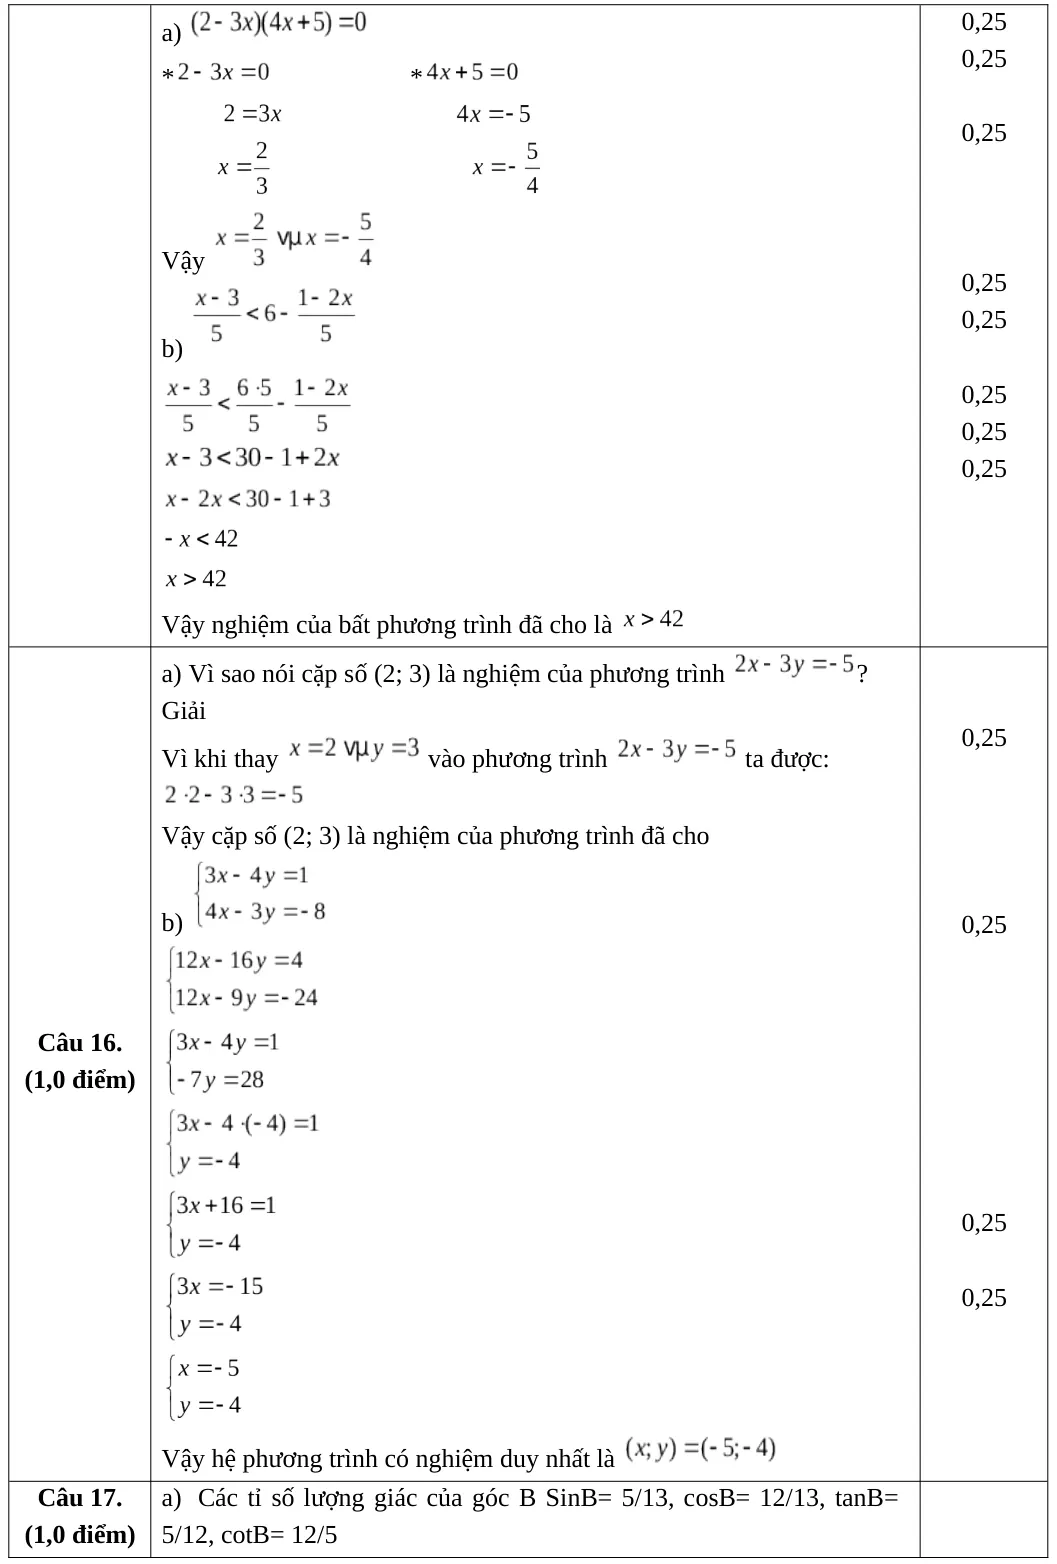 a) (2 - 3x)(4x + 5) = 0
0,25
0,25
* 2 - 3x = 0 * 4x + 5 = 0
2 = 3x 4x = - 5
0,25
x = 2/3 x = - 5/4
Vậy x = 2/3 vµ x = - 5/4
b) (x - 3)/5 < 6 - (1 - 2x)/5
0,25
0,25
(x - 3)/5 < (6 · 5)/5 - (1 - 2x)/5
0,25
x - 3 < 30 - 1 + 2x
0,25
0,25
x - 2x < 30 - 1 + 3
- x < 42
x > 42
Vậy nghiệm của bất phương trình đã cho là x > 42
Câu 16.
(1,0 điểm)
a) Vì sao nói cặp số (2; 3) là nghiệm của phương trình 2x - 3y = - 5 ?
Giải
Vì khi thay x = 2 vµ y = 3 vào phương trình 2x - 3y = - 5 ta được:
0,25
2 · 2 - 3 · 3 = - 5
Vậy cặp số (2; 3) là nghiệm của phương trình đã cho
b) { 3x - 4y = 1
4x - 3y = - 8
0,25
{ 12x - 16y = 4
12x - 9y = - 24
{ 3x - 4y = 1
- 7y = 28
{ 3x - 4 · (- 4) = 1
y = - 4
{ 3x + 16 = 1
y = - 4
0,25
{ 3x = - 15
y = - 4
0,25
{ x = - 5
y = - 4
Vậy hệ phương trình có nghiệm duy nhất là (x; y) = (- 5; - 4)
Câu 17.
(1,0 điểm)
a) Các tỉ số lượng giác của góc B SinB= 5/13, cosB= 12/13, tanB=
5/12, cotB= 12/5